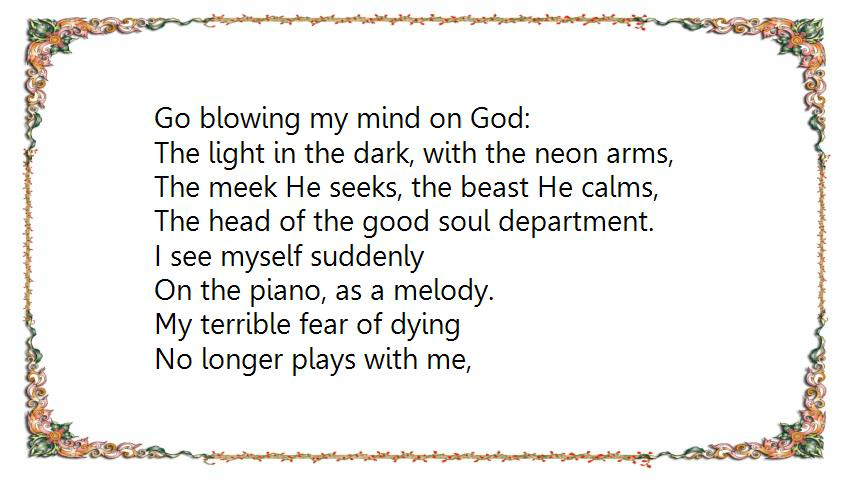 Go blowing my mind on God:
The light in the dark, with the neon arms,
The meek He seeks, the beast He calms,
The head of the good soul department.
I see myself suddenly
On the piano, as a melody.
My terrible fear of dying
No longer plays with me,